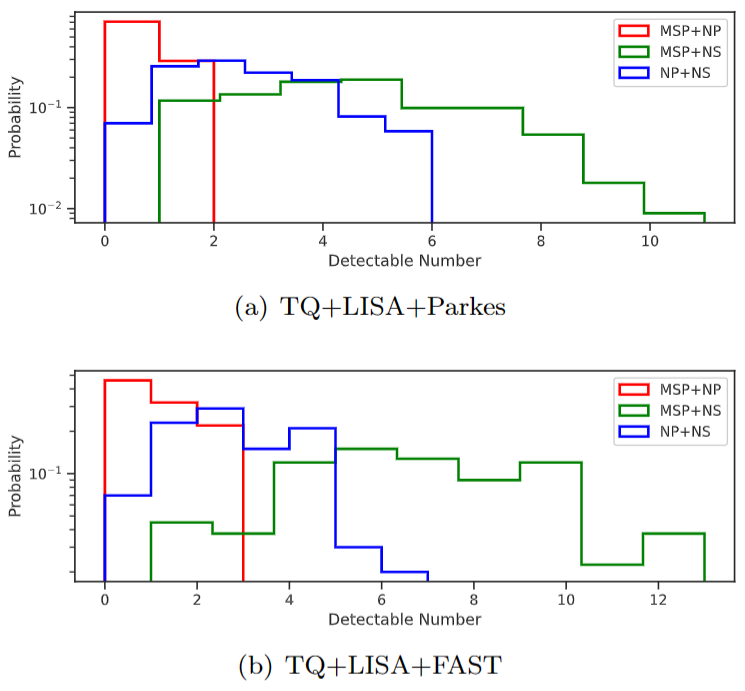 MSP+NP
MSP+NS
NP+NS
Probability
10⁻¹
10⁻²
0 2 4 6 8 10
Detectable Number
(a) TQ+LISA+Parkes
MSP+NP
MSP+NS
NP+NS
Probability
10⁻¹
0 2 4 6 8 10 12
Detectable Number
(b) TQ+LISA+FAST